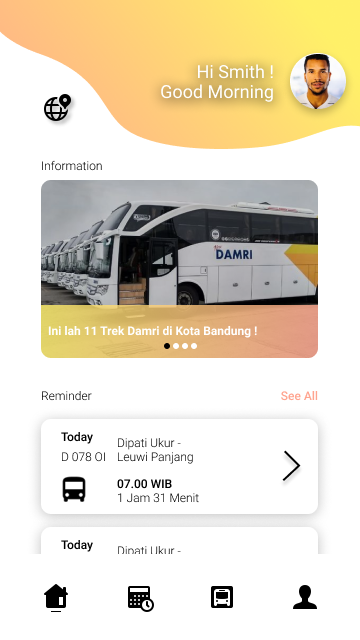 Hi Smith !
Good Morning
Information
DAMRI
Ini lah 11 Trek Damri di Kota Bandung !
Reminder
See All
Today
D 078 OI
Dipati Ukur -
Leuwi Panjang
07.00 WIB
1 Jam 31 Menit
Today
Dipati Ukur -